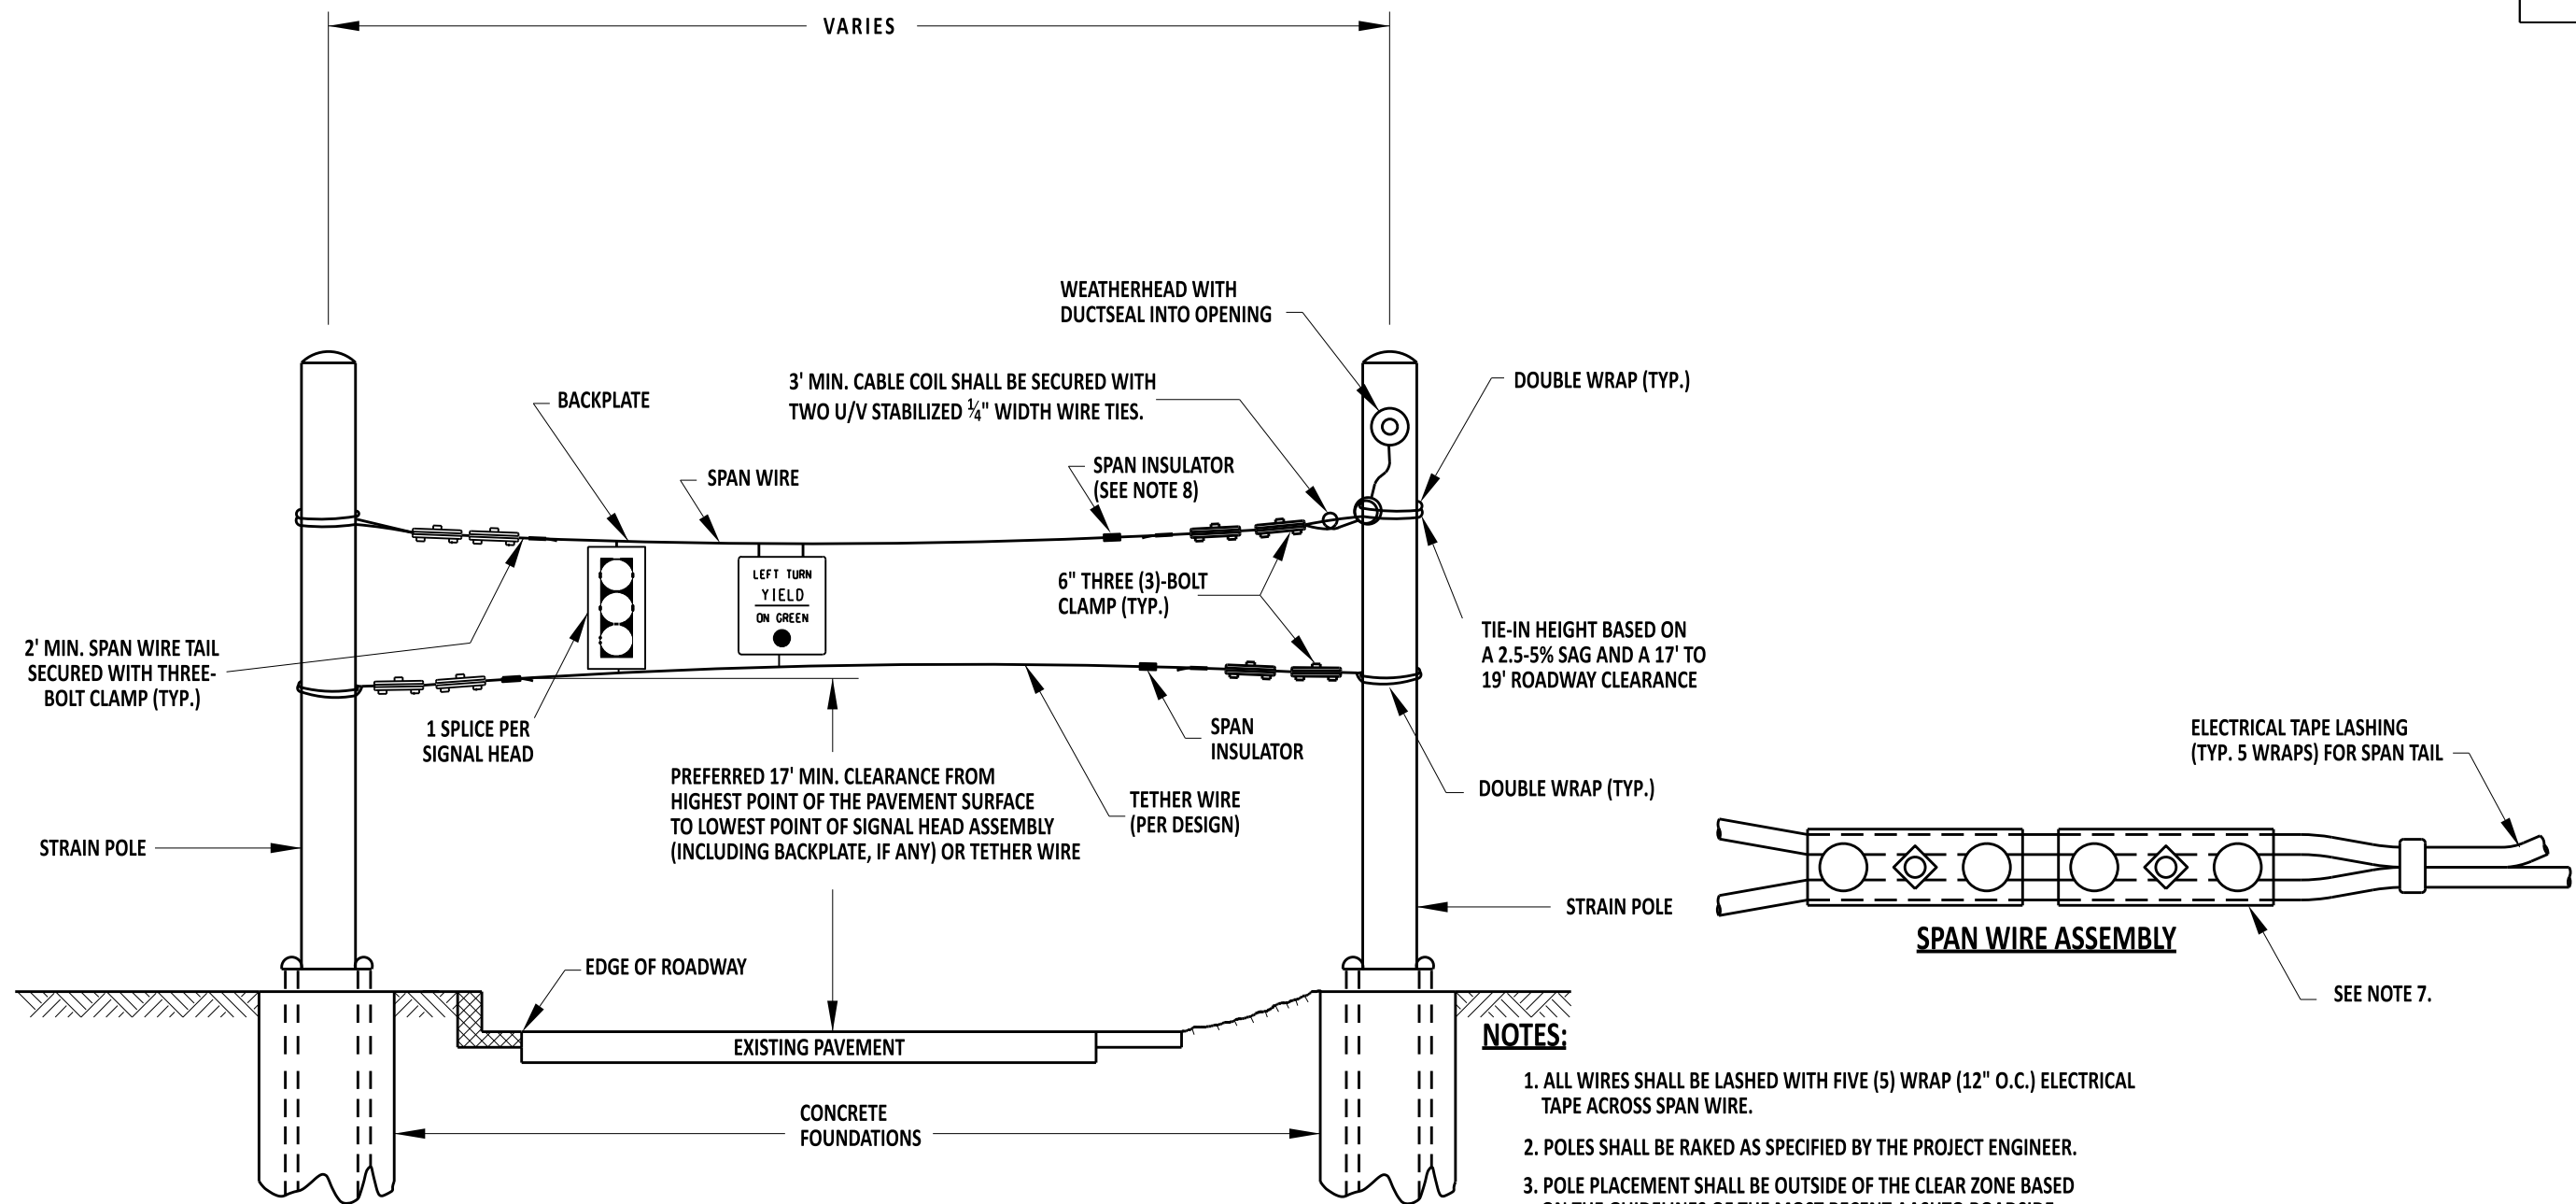 VARIES
WEATHERHEAD WITH
DUCTSEAL INTO OPENING
3' MIN. CABLE COIL SHALL BE SECURED WITH
TWO U/V STABILIZED ¼" WIDTH WIRE TIES.
DOUBLE WRAP (TYP.)
BACKPLATE
SPAN WIRE
SPAN INSULATOR
(SEE NOTE 8)
LEFT TURN
YIELD
ON GREEN
6" THREE (3)-BOLT
CLAMP (TYP.)
TIE-IN HEIGHT BASED ON
A 2.5-5% SAG AND A 17' TO
19' ROADWAY CLEARANCE
2' MIN. SPAN WIRE TAIL
SECURED WITH THREE-
BOLT CLAMP (TYP.)
1 SPLICE PER
SIGNAL HEAD
SPAN
INSULATOR
ELECTRICAL TAPE LASHING
(TYP. 5 WRAPS) FOR SPAN TAIL
PREFERRED 17' MIN. CLEARANCE FROM
HIGHEST POINT OF THE PAVEMENT SURFACE
TO LOWEST POINT OF SIGNAL HEAD ASSEMBLY
(INCLUDING BACKPLATE, IF ANY) OR TETHER WIRE
TETHER WIRE
(PER DESIGN)
DOUBLE WRAP (TYP.)
STRAIN POLE
STRAIN POLE
SPAN WIRE ASSEMBLY
EDGE OF ROADWAY
SEE NOTE 7.
EXISTING PAVEMENT
CONCRETE
FOUNDATIONS
NOTES:
1. ALL WIRES SHALL BE LASHED WITH FIVE (5) WRAP (12" O.C.) ELECTRICAL
TAPE ACROSS SPAN WIRE.
2. POLES SHALL BE RAKED AS SPECIFIED BY THE PROJECT ENGINEER.
3. POLE PLACEMENT SHALL BE OUTSIDE OF THE CLEAR ZONE BASED
ON THE GUIDELINES OF THE MOST RECENT AASHTO ROADSIDE